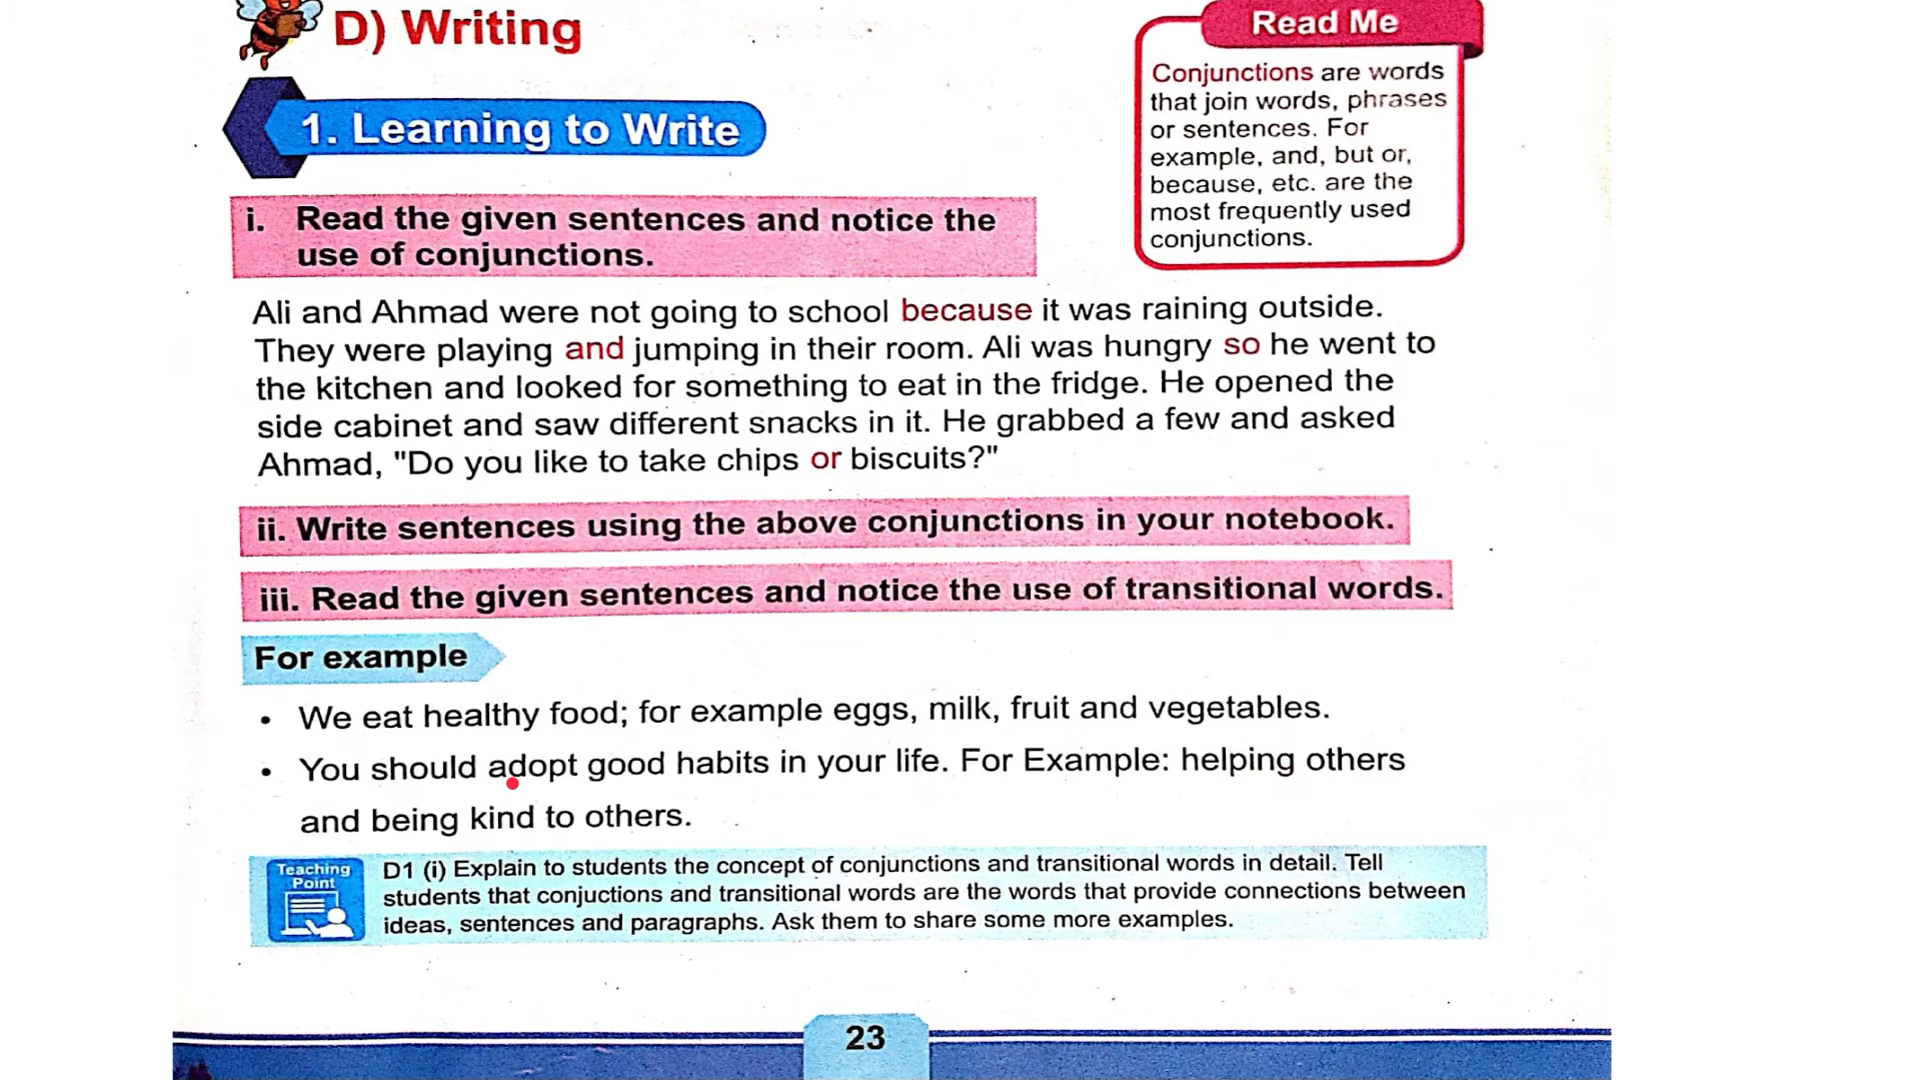 D) Writing
Read Me
Conjunctions are words
that join words, phrases
or sentences. For
example, and, but or,
because, etc. are the
most frequently used
conjunctions.
1. Learning to Write
i. Read the given sentences and notice the
use of conjunctions.
Ali and Ahmad were not going to school because it was raining outside.
They were playing and jumping in their room. Ali was hungry so he went to
the kitchen and looked for something to eat in the fridge. He opened the
side cabinet and saw different snacks in it. He grabbed a few and asked
Ahmad, "Do you like to take chips or biscuits?"
ii. Write sentences using the above conjunctions in your notebook.
iii. Read the given sentences and notice the use of transitional words.
For example
• We eat healthy food; for example eggs, milk, fruit and vegetables.
• You should adopt good habits in your life. For Example: helping others
and being kind to others.
Teaching
Point
D1 (i) Explain to students the concept of conjunctions and transitional words in detail. Tell
students that conjuctions and transitional words are the words that provide connections between
ideas, sentences and paragraphs. Ask them to share some more examples.
23